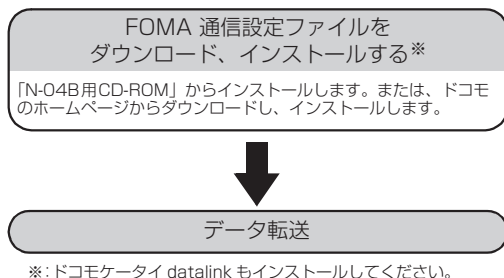 FOMA 通信設定ファイルを
ダウンロード、インストールする※
「N-04B用CD-ROM」からインストールします。または、ドコモ
のホームページからダウンロードし、インストールします。
データ転送
※：ドコモケータイ datalink もインストールしてください。